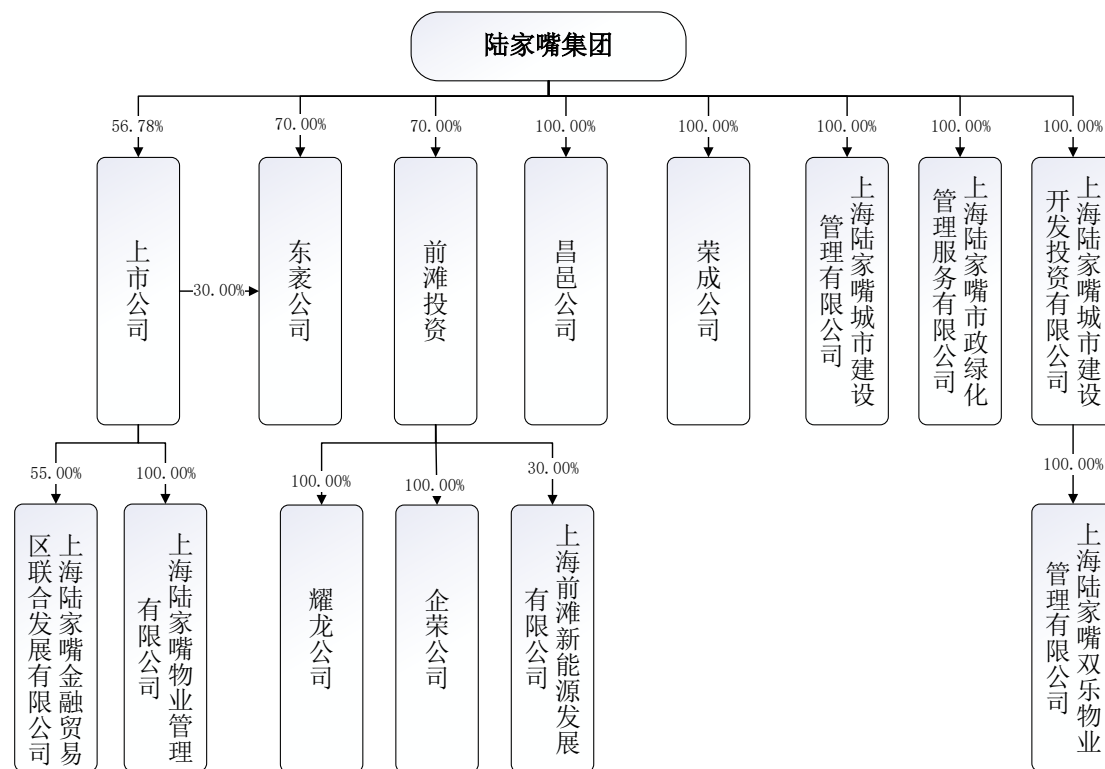 陆家嘴集团
56.78%
70.00%
70.00%
100.00%
100.00%
100.00%
100.00%
100.00%
上市公司
30.00%
东袤公司
前滩投资
昌邑公司
荣成公司
上海陆家嘴城市建设
管理有限公司
上海陆家嘴市政绿化
管理服务有限公司
上海陆家嘴城市建设
开发投资有限公司
55.00%
100.00%
100.00%
100.00%
30.00%
100.00%
上海陆家嘴金融贸易
区联合发展有限公司
上海陆家嘴物业管理
有限公司
耀龙公司
企荣公司
上海前滩新能源发展
有限公司
上海陆家嘴双乐物业
管理有限公司